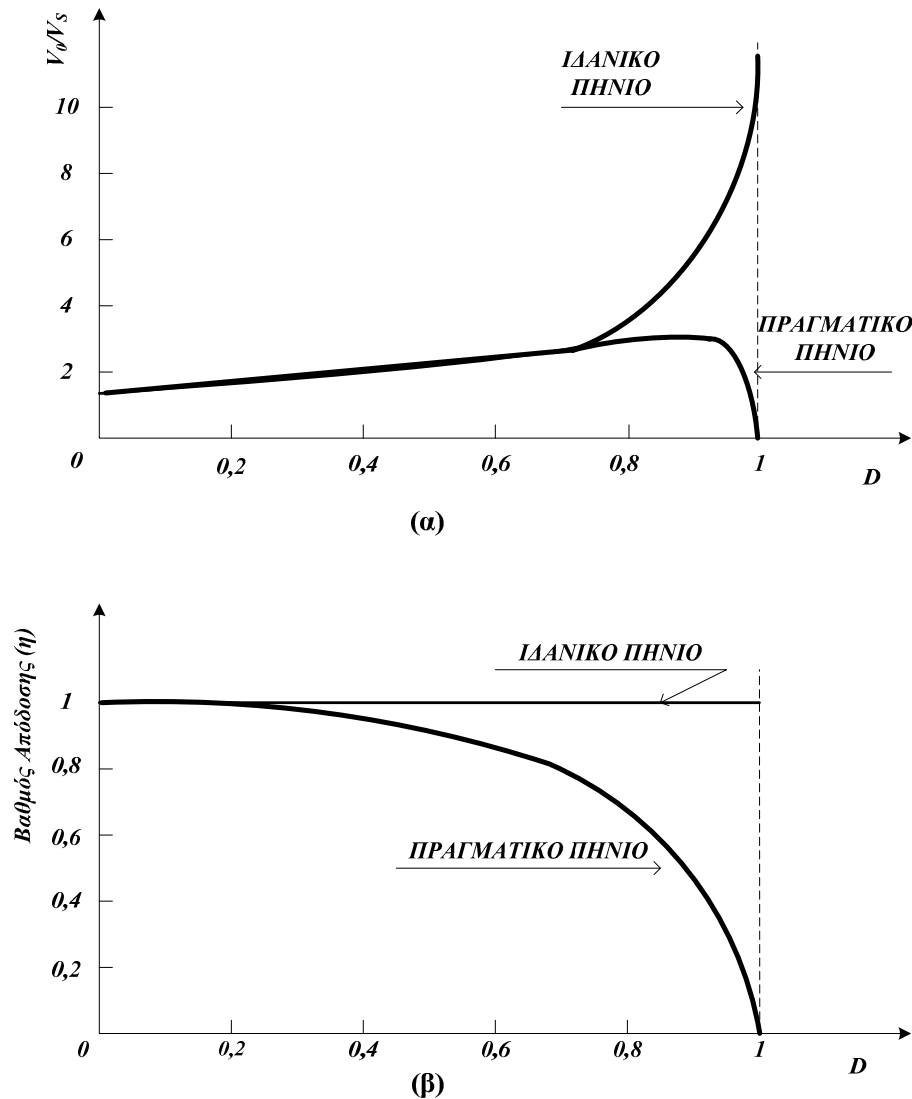 V₀/Vₛ
ΙΔΑΝΙΚΟ
ΠΗΝΙΟ
10
8
6
4
ΠΡΑΓΜΑΤΙΚΟ
ΠΗΝΙΟ
2
0
0,2
0,4
0,6
0,8
1
D
(α)
Βαθμός Απόδοσης (η)
ΙΔΑΝΙΚΟ ΠΗΝΙΟ
1
0,8
0,6
ΠΡΑΓΜΑΤΙΚΟ ΠΗΝΙΟ
0,4
0,2
0
0,2
0,4
0,6
0,8
1
D
(β)